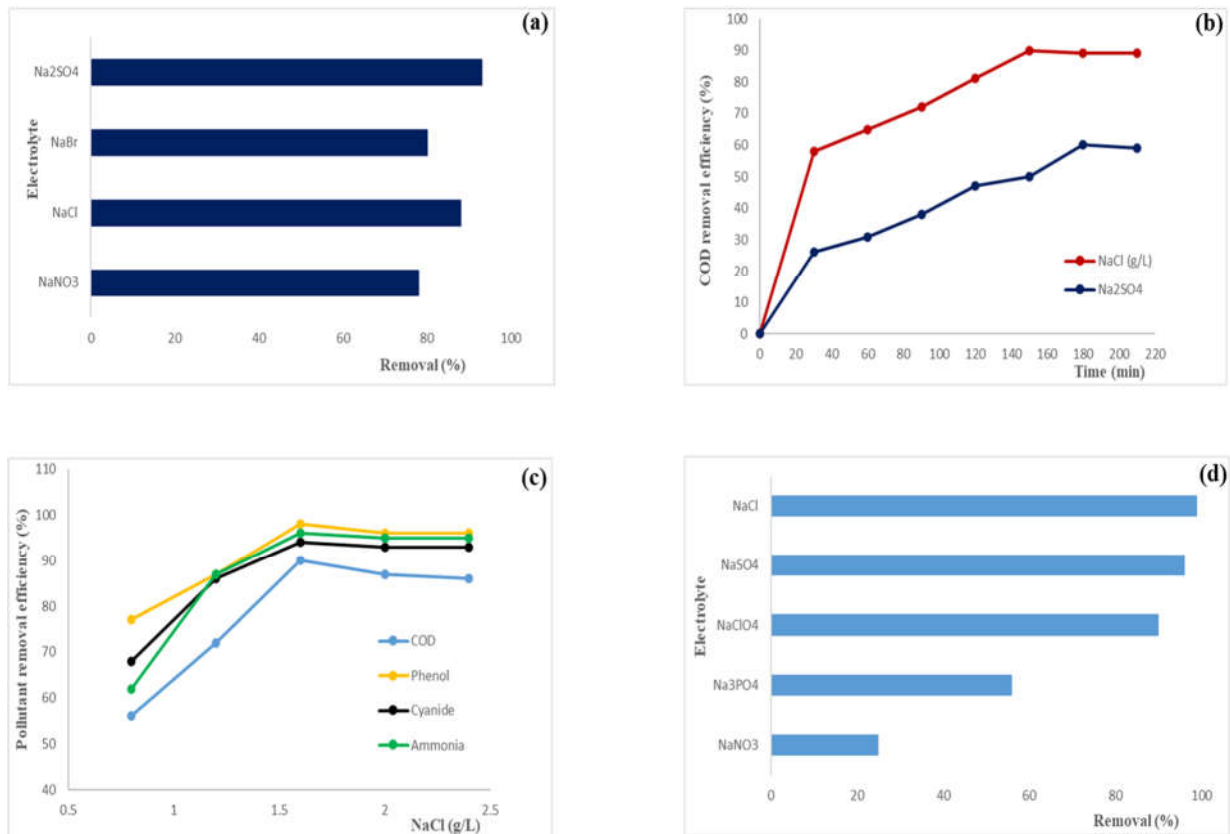 (a)
Electrolyte
Na2SO4
NaBr
NaCl
NaNO3
0 20 40 60 80 100
Removal (%)
(b)
COD removal efficiency (%)
100
90
80
70
60
50
40
30
20
10
0
NaCl (g/L)
Na2SO4
0 20 40 60 80 100 120 140 160 180 200 220
Time (min)
(c)
Pollutant removal efficiency (%)
110
100
90
80
70
60
50
40
COD
Phenol
Cyanide
Ammonia
0.5 1 1.5 2 2.5
NaCl (g/L)
(d)
Electrolyte
NaCl
NaSO4
NaClO4
Na3PO4
NaNO3
0 20 40 60 80 100
Removal (%)